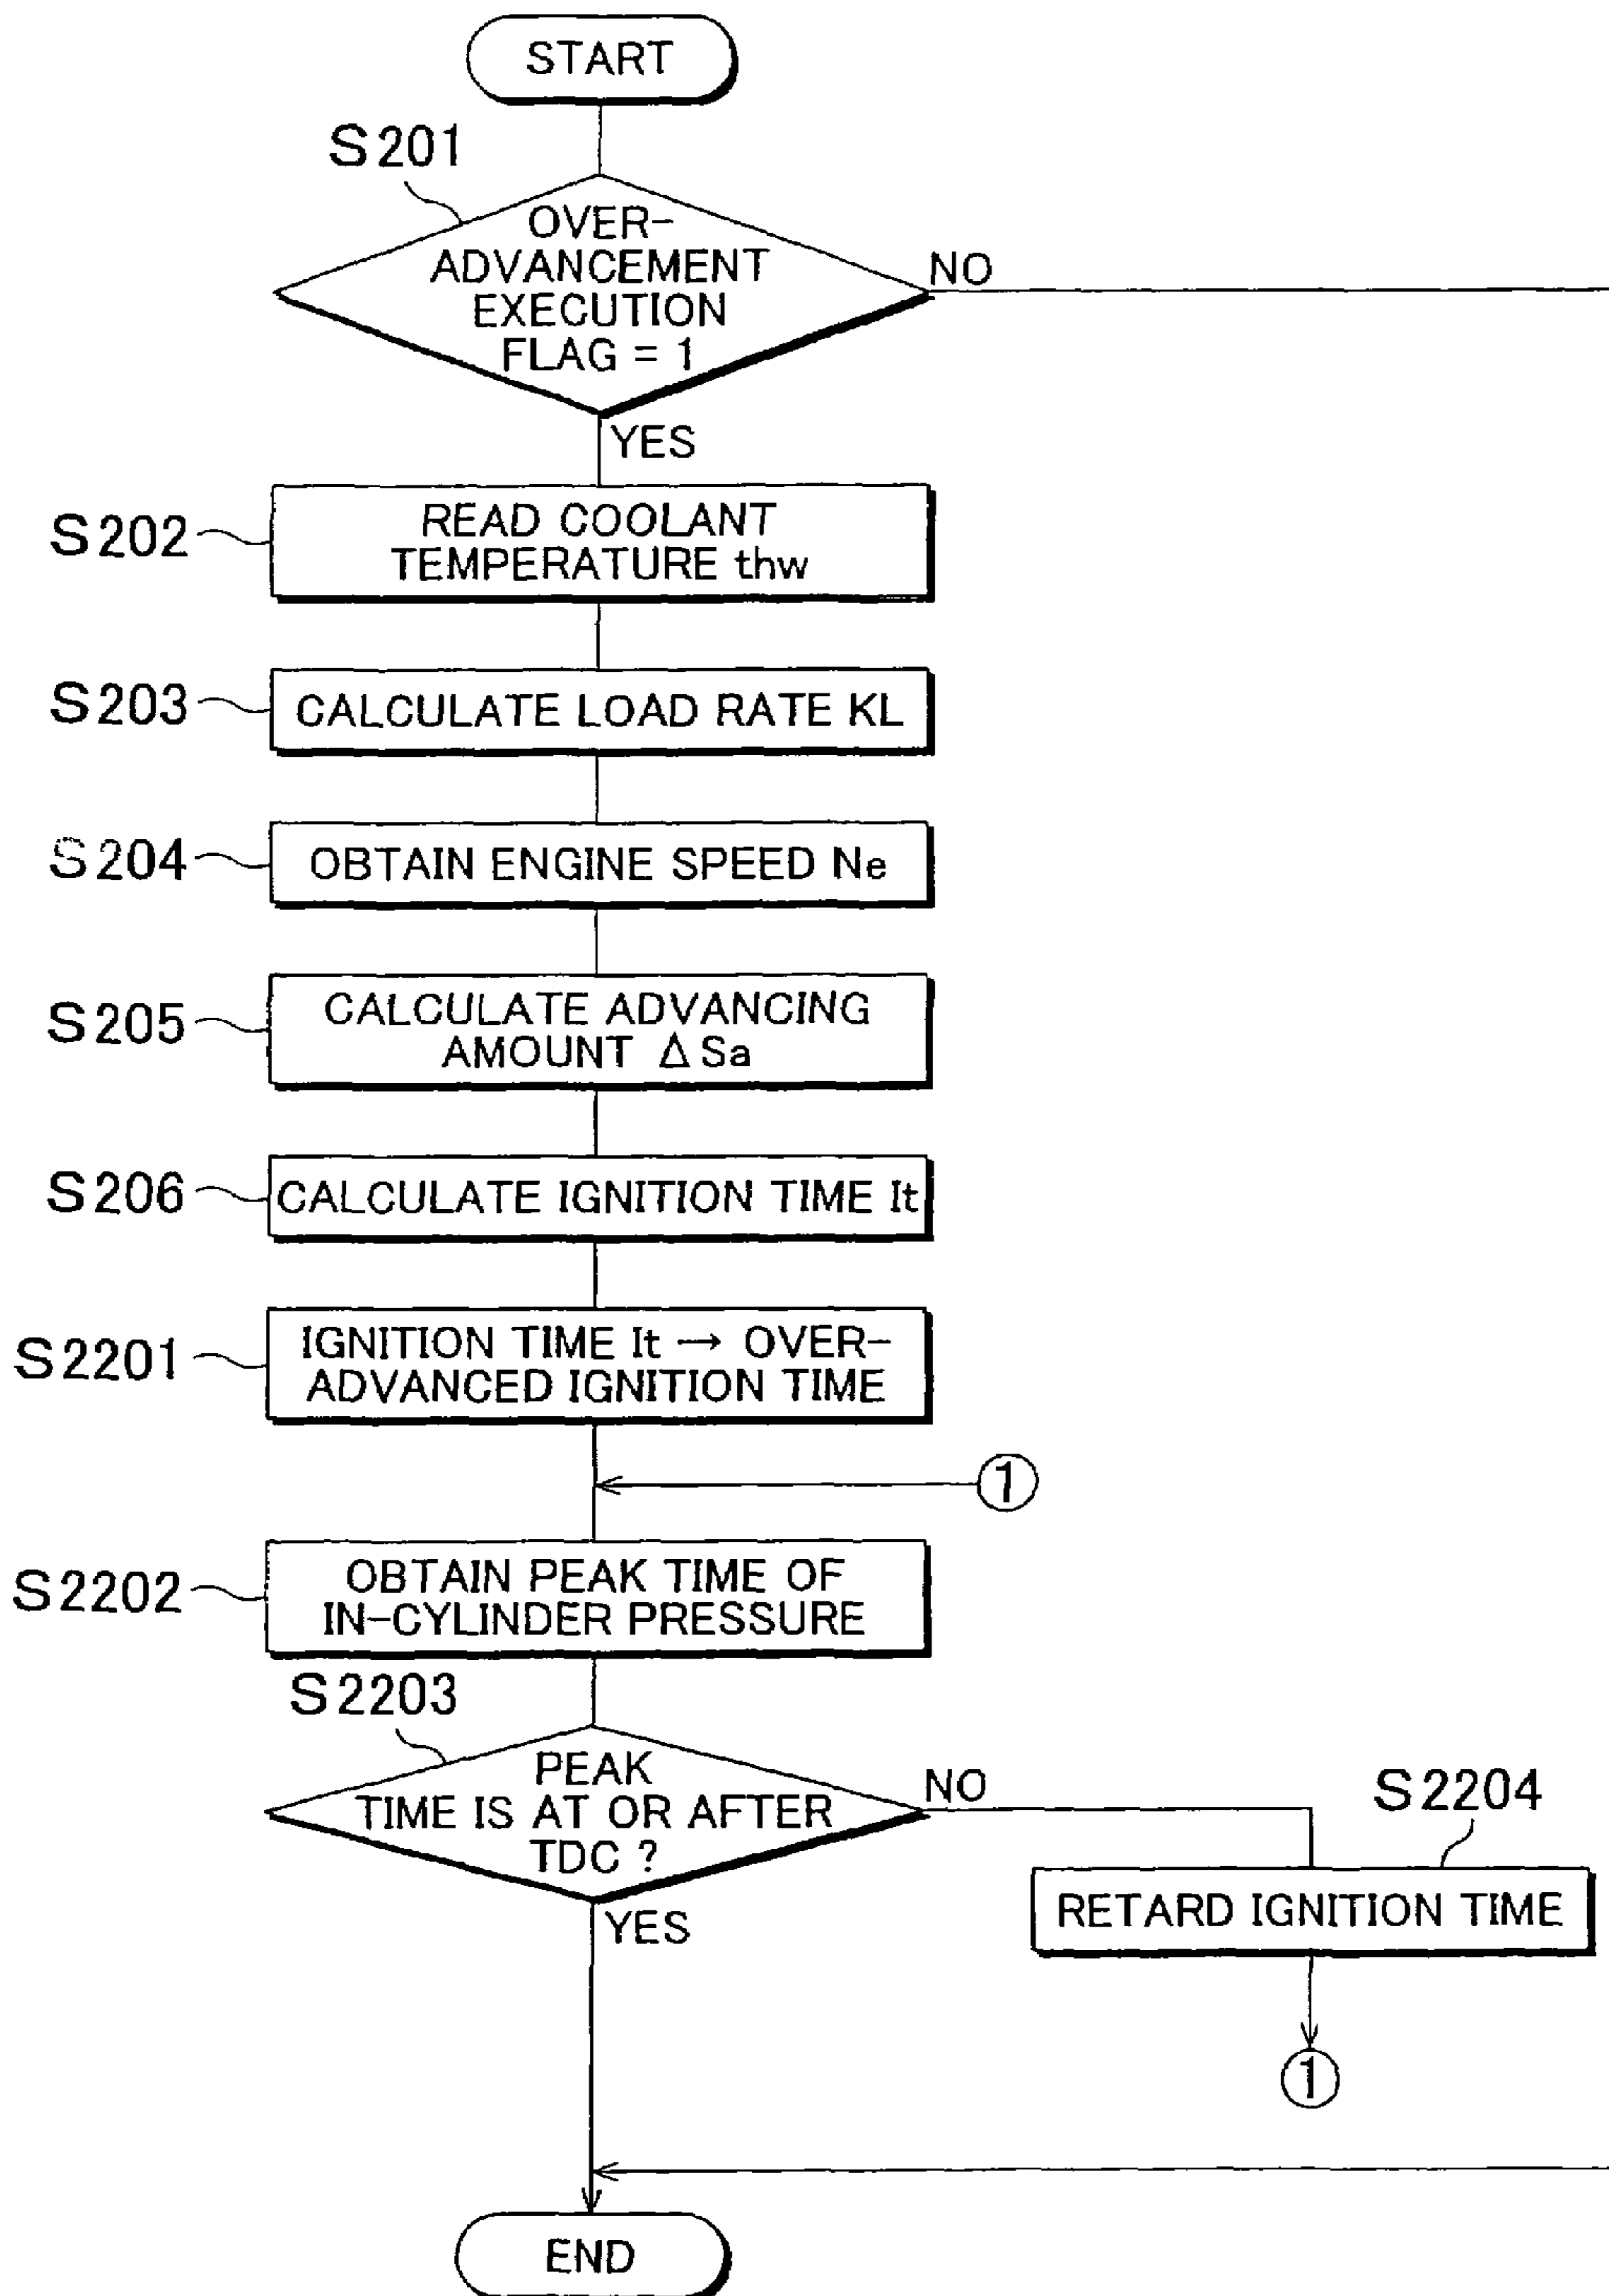 START
S201
OVER-
ADVANCEMENT
EXECUTION
FLAG = 1
NO
YES
S202
READ COOLANT
TEMPERATURE thw
S203
CALCULATE LOAD RATE KL
S204
OBTAIN ENGINE SPEED Ne
S205
CALCULATE ADVANCING
AMOUNT Δ Sa
S206
CALCULATE IGNITION TIME It
S2201
IGNITION TIME It → OVER-
ADVANCED IGNITION TIME
①
S2202
OBTAIN PEAK TIME OF
IN-CYLINDER PRESSURE
S2203
PEAK
TIME IS AT OR AFTER
TDC ?
NO
YES
S2204
RETARD IGNITION TIME
①
END